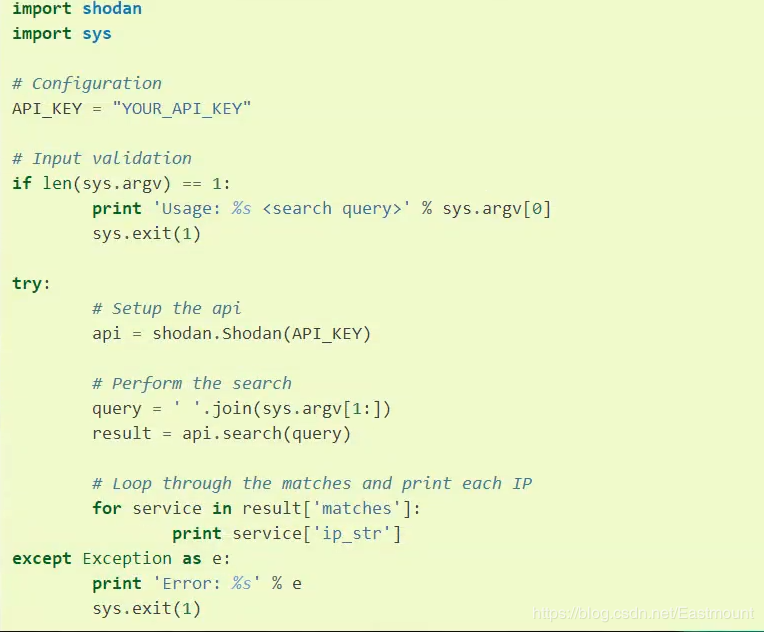 import shodan
import sys
# Configuration
API_KEY = "YOUR_API_KEY"
# Input validation
if len(sys.argv) == 1:
        print 'Usage: %s <search query>' % sys.argv[0]
        sys.exit(1)
try:
        # Setup the api
        api = shodan.Shodan(API_KEY)
        # Perform the search
        query = ' '.join(sys.argv[1:])
        result = api.search(query)
        # Loop through the matches and print each IP
        for service in result['matches']:
                print service['ip_str']
except Exception as e:
        print 'Error: %s' % e
        sys.exit(1)
https://blog.csdn.net/Eastmount